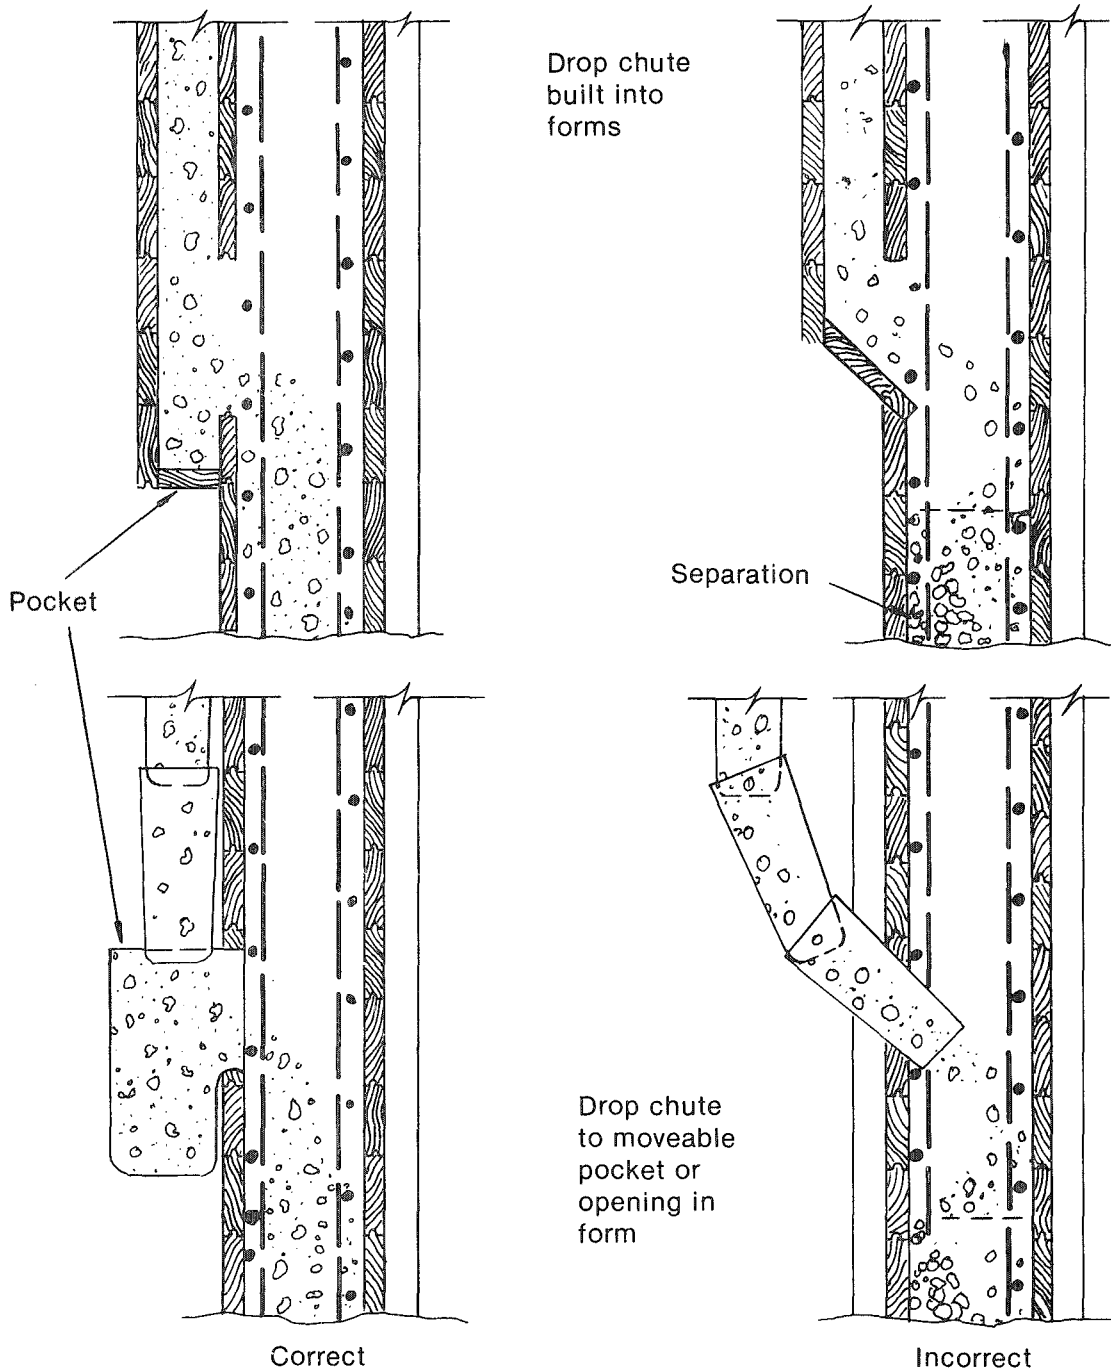 Drop chute
built into
forms
Pocket
Separation
Drop chute
to moveable
pocket or
opening in
form
Correct
Incorrect